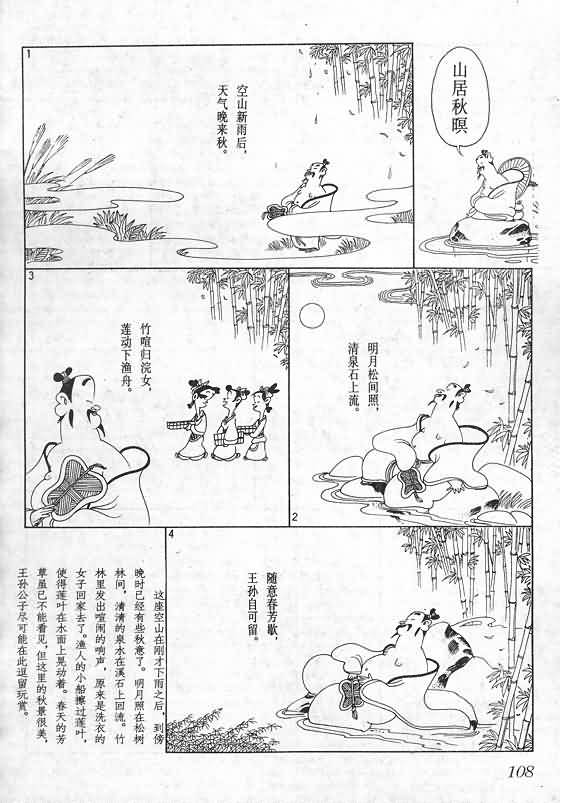 山居秋暝
1
空山新雨后，
天气晚来秋。
2
明月松间照，
清泉石上流。
3
竹喧归浣女，
莲动下渔舟。
4
随意春芳歇，
王孙自可留。
这座空山在刚才下雨之后，到傍
晚时已经有些秋意了。明月照在松树
林间，清清的泉水在溪石上回流。竹
林里发出喧闹的响声，原来是洗衣的
女子回家去了。渔人的小船擦过莲叶，
使得莲叶在水面上晃动着。春天的芳
草虽已不能看见，但这里的秋景很美，
王孙公子尽可能在此逗留玩赏。
108